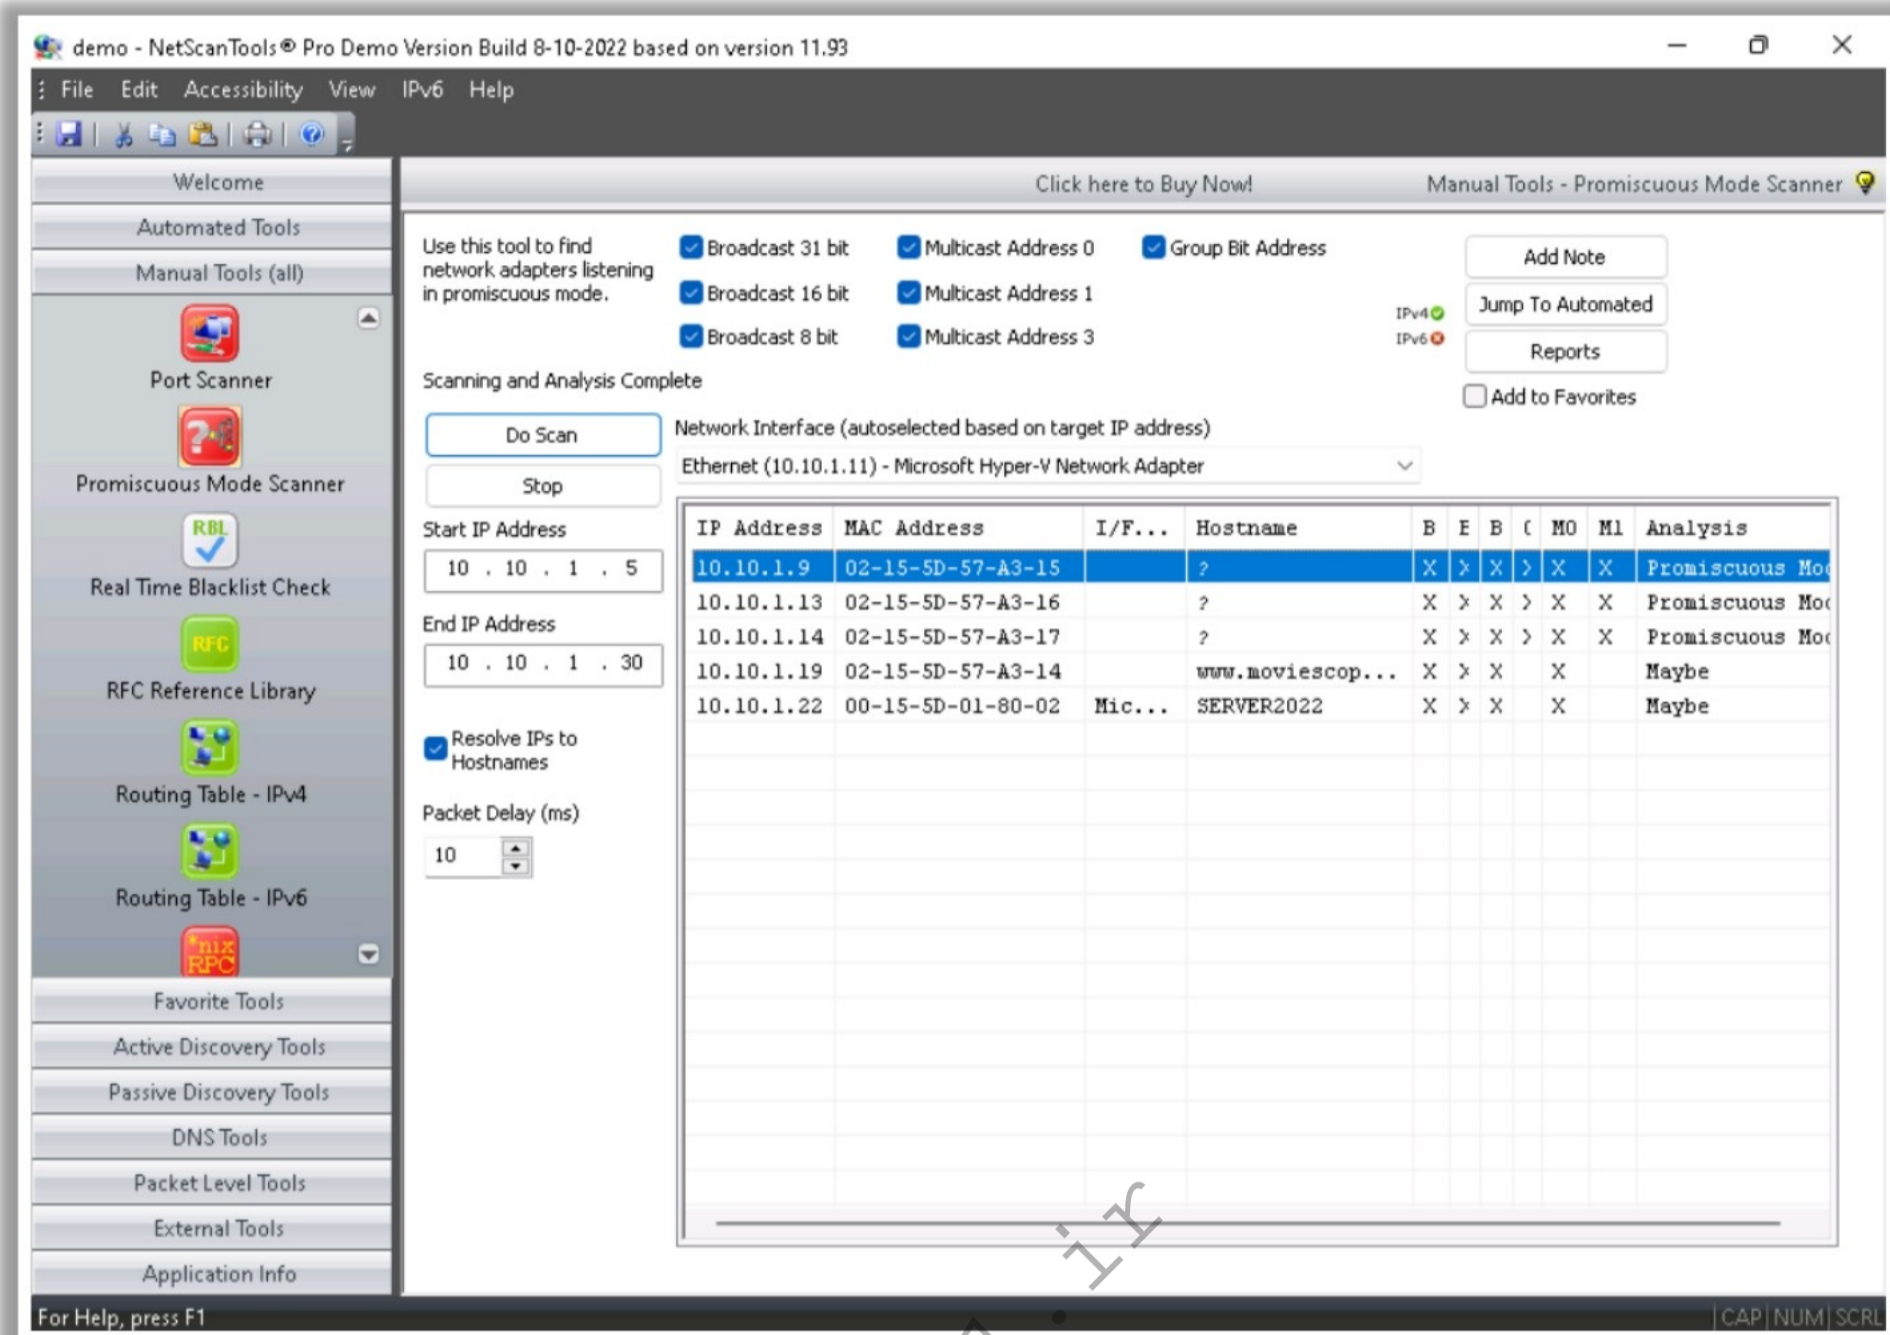 demo - NetScanTools® Pro Demo Version Build 8-10-2022 based on version 11.93
File Edit Accessibility View IPv6 Help
Welcome
Automated Tools
Manual Tools (all)
Port Scanner
Promiscuous Mode Scanner
RBL
Real Time Blacklist Check
RFC
RFC Reference Library
Routing Table - IPv4
Routing Table - IPv6
*nix
RPC
Favorite Tools
Active Discovery Tools
Passive Discovery Tools
DNS Tools
Packet Level Tools
External Tools
Application Info
Click here to Buy Now! Manual Tools - Promiscuous Mode Scanner
Use this tool to find
network adapters listening
in promiscuous mode.
Broadcast 31 bit Multicast Address 0 Group Bit Address
Broadcast 16 bit Multicast Address 1
Broadcast 8 bit Multicast Address 3
IPv4
IPv6
Add Note
Jump To Automated
Reports
Add to Favorites
Scanning and Analysis Complete
Do Scan
Stop
Network Interface (autoselected based on target IP address)
Ethernet (10.10.1.11) - Microsoft Hyper-V Network Adapter
Start IP Address
10 . 10 . 1 . 5
End IP Address
10 . 10 . 1 . 30
Resolve IPs to
Hostnames
Packet Delay (ms)
10
IP Address MAC Address I/F... Hostname B B M0 M1 Analysis
10.10.1.9 02-15-5D-57-A3-15 ? X X X X X X Promiscuous Mod
10.10.1.13 02-15-5D-57-A3-16 ? X X X X X X Promiscuous Mod
10.10.1.14 02-15-5D-57-A3-17 ? X X X X X X Promiscuous Mod
10.10.1.19 02-15-5D-57-A3-14 www.moviescop... X X X X Maybe
10.10.1.22 00-15-5D-01-80-02 Mic... SERVER2022 X X X X Maybe
.ir
For Help, press F1 CAP NUM SCRL